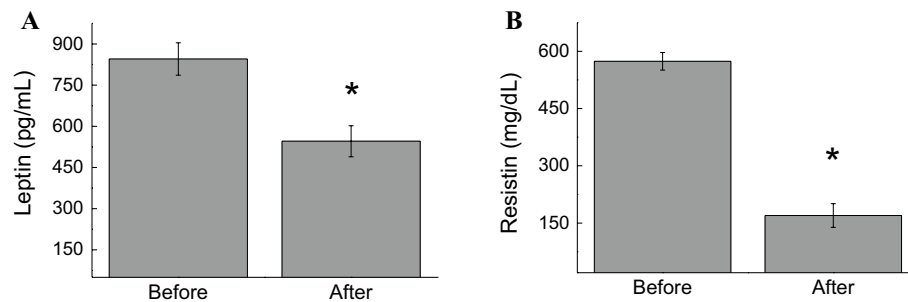 A
Leptin (pg/mL)
900
750
600
450
300
150
*
Before
After
B
Resistin (mg/dL)
600
450
300
150
*
Before
After